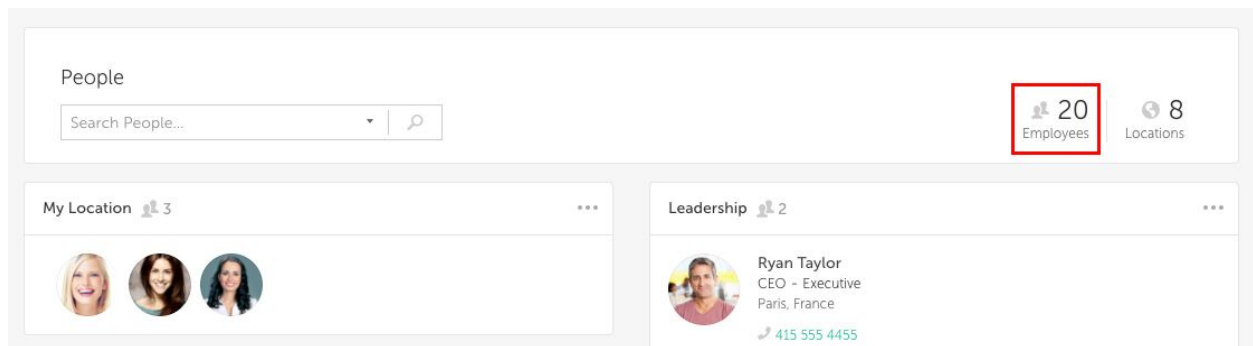 People
Search People...
20
Employees
8
Locations
My Location 3
Leadership 2
Ryan Taylor
CEO - Executive
Paris, France
415 555 4455